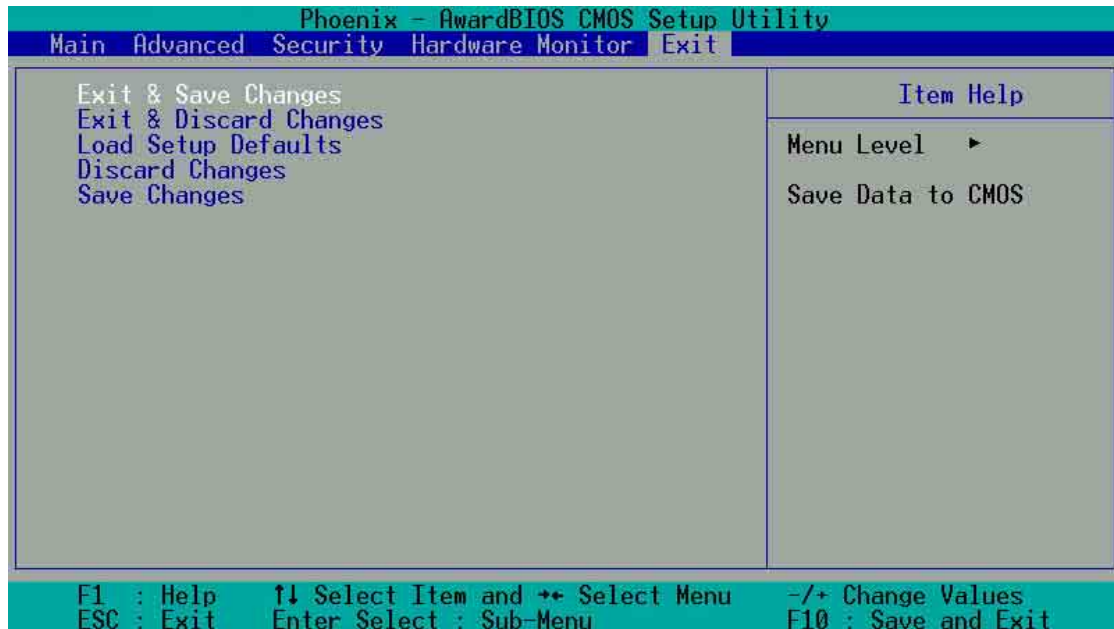 Phoenix - AwardBIOS CMOS Setup Utility
Main Advanced Security Hardware Monitor Exit
Exit & Save Changes
Exit & Discard Changes
Load Setup Defaults
Discard Changes
Save Changes
Item Help
Menu Level ►
Save Data to CMOS
F1 : Help ↑↓ Select Item and →← Select Menu -/+ Change Values
ESC : Exit Enter Select : Sub-Menu F10 : Save and Exit